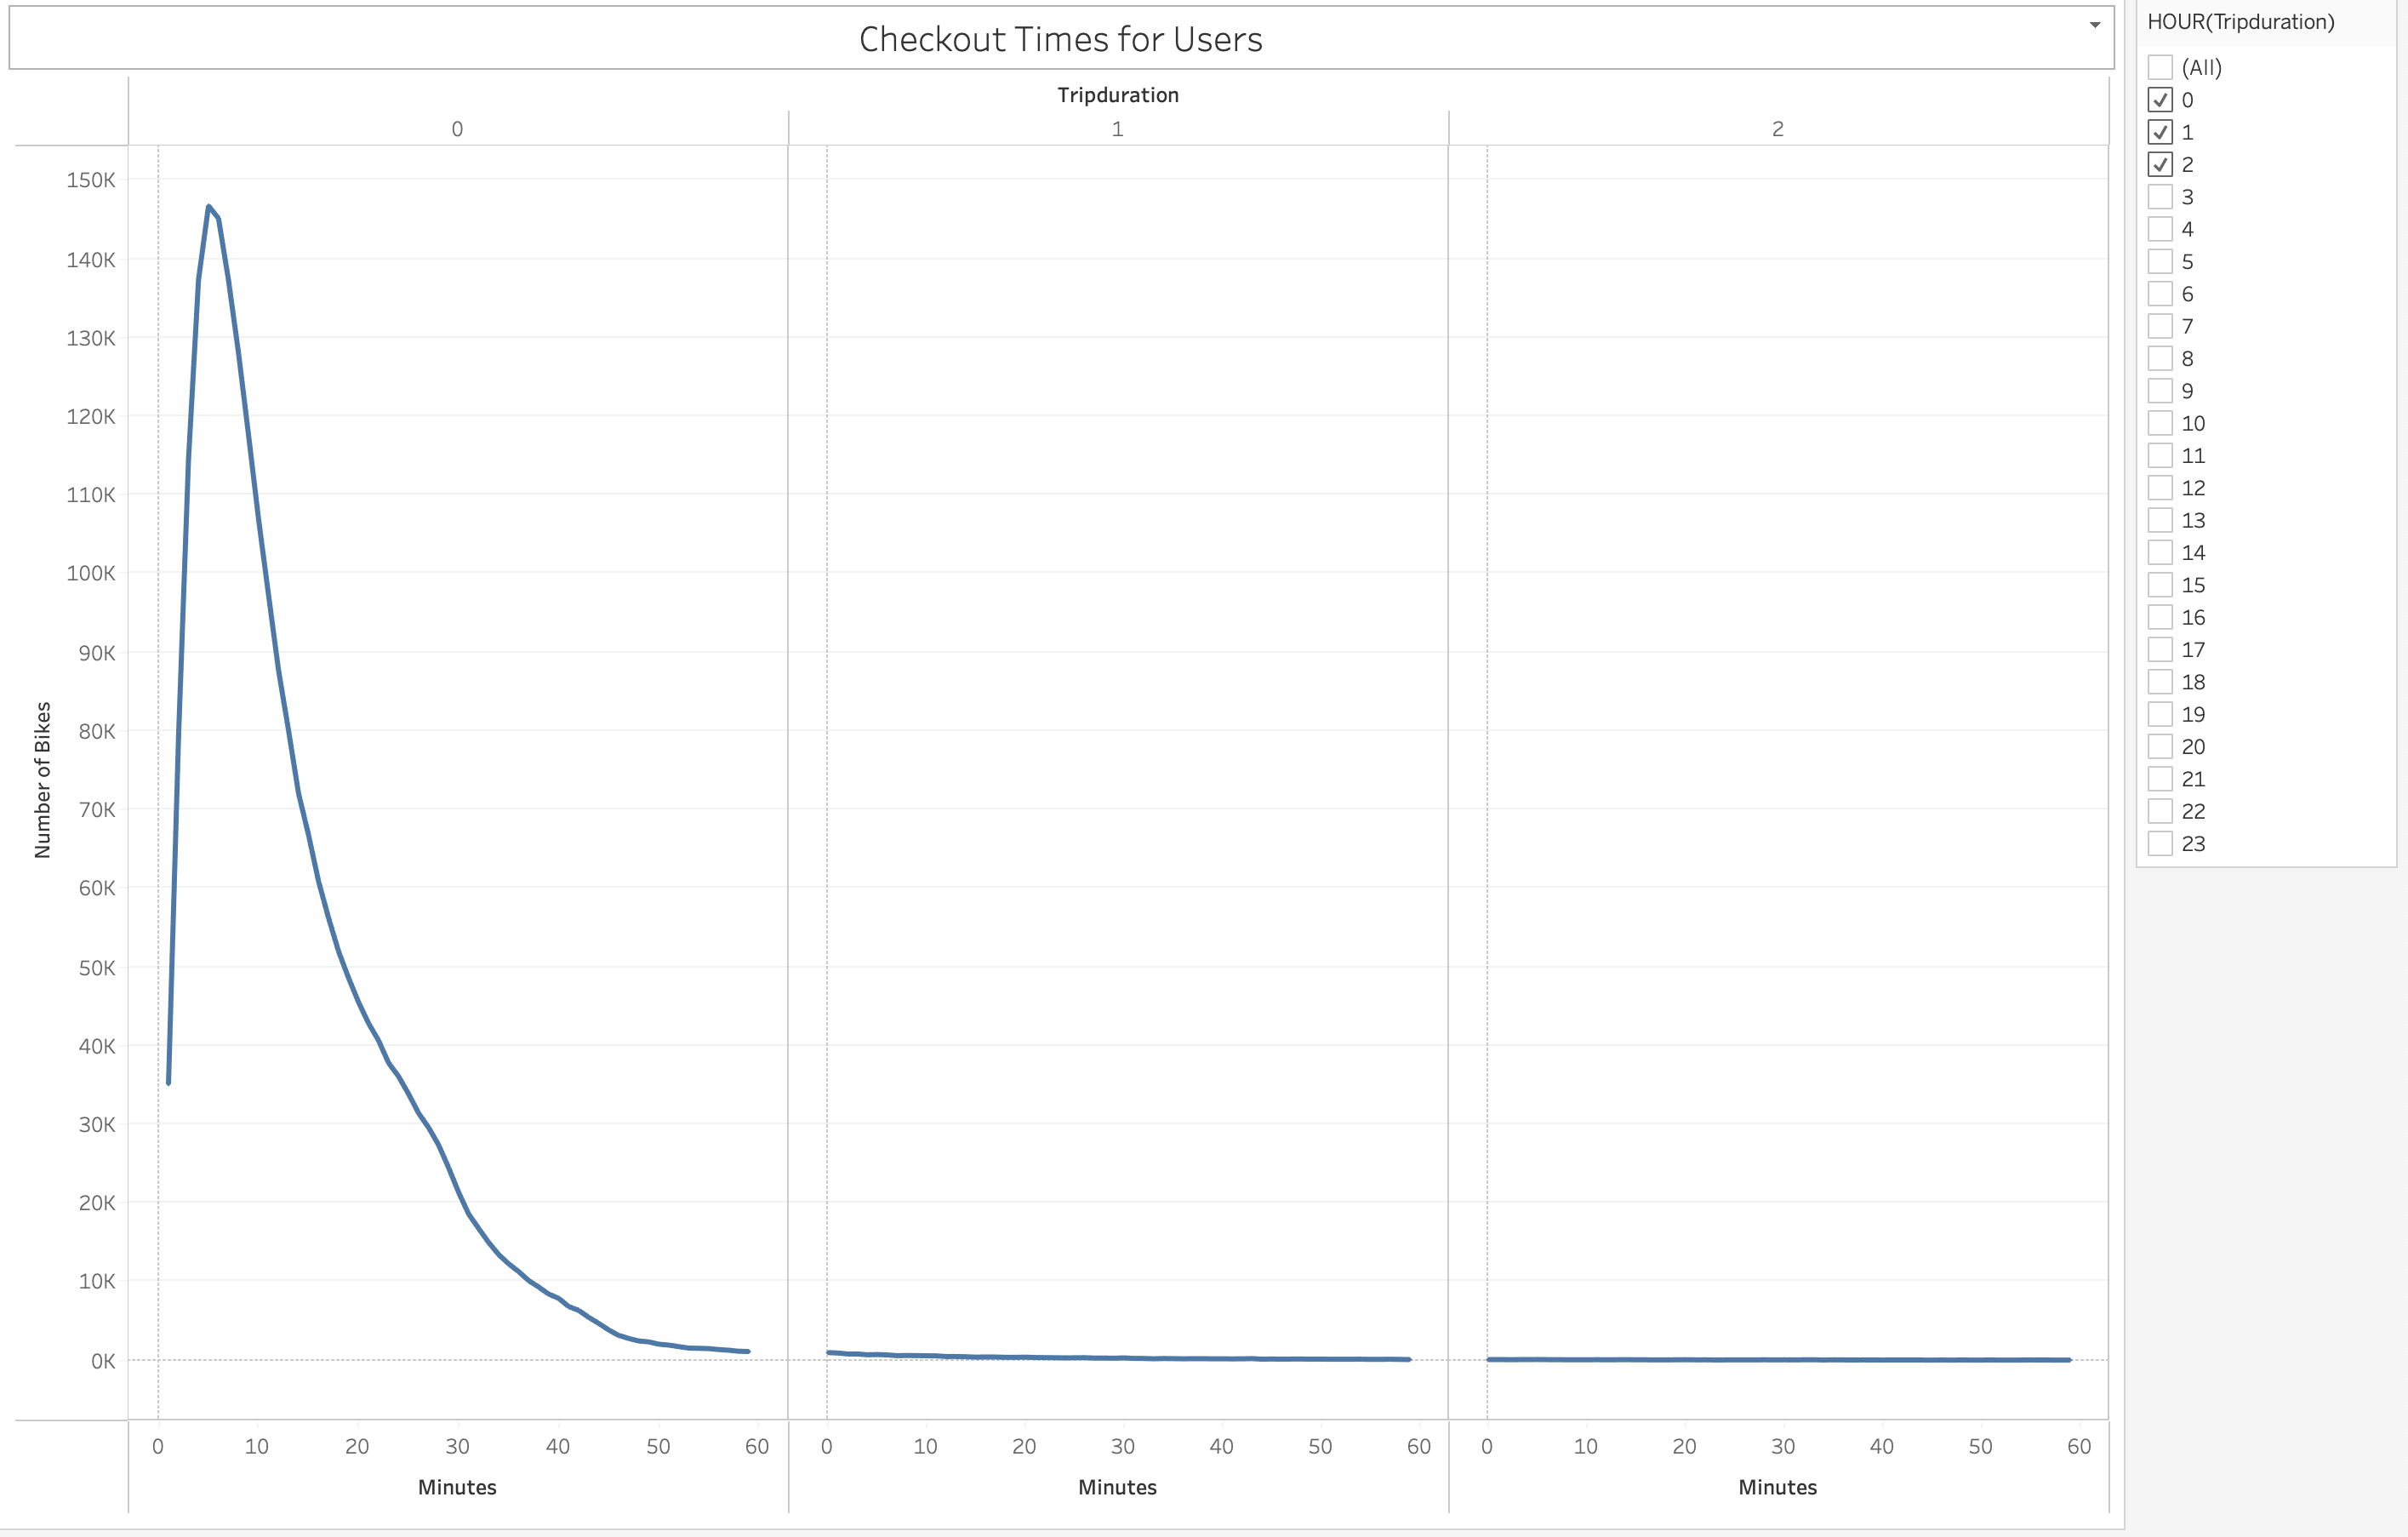 Checkout Times for Users
Tripduration
0 1 2
150K
140K
130K
120K
110K
100K
90K
80K
70K
60K
50K
40K
30K
20K
10K
0K
Number of Bikes
0 10 20 30 40 50 60 0 10 20 30 40 50 60 0 10 20 30 40 50 60
Minutes Minutes Minutes
HOUR(Tripduration)
(All)
0
1
2
3
4
5
6
7
8
9
10
11
12
13
14
15
16
17
18
19
20
21
22
23